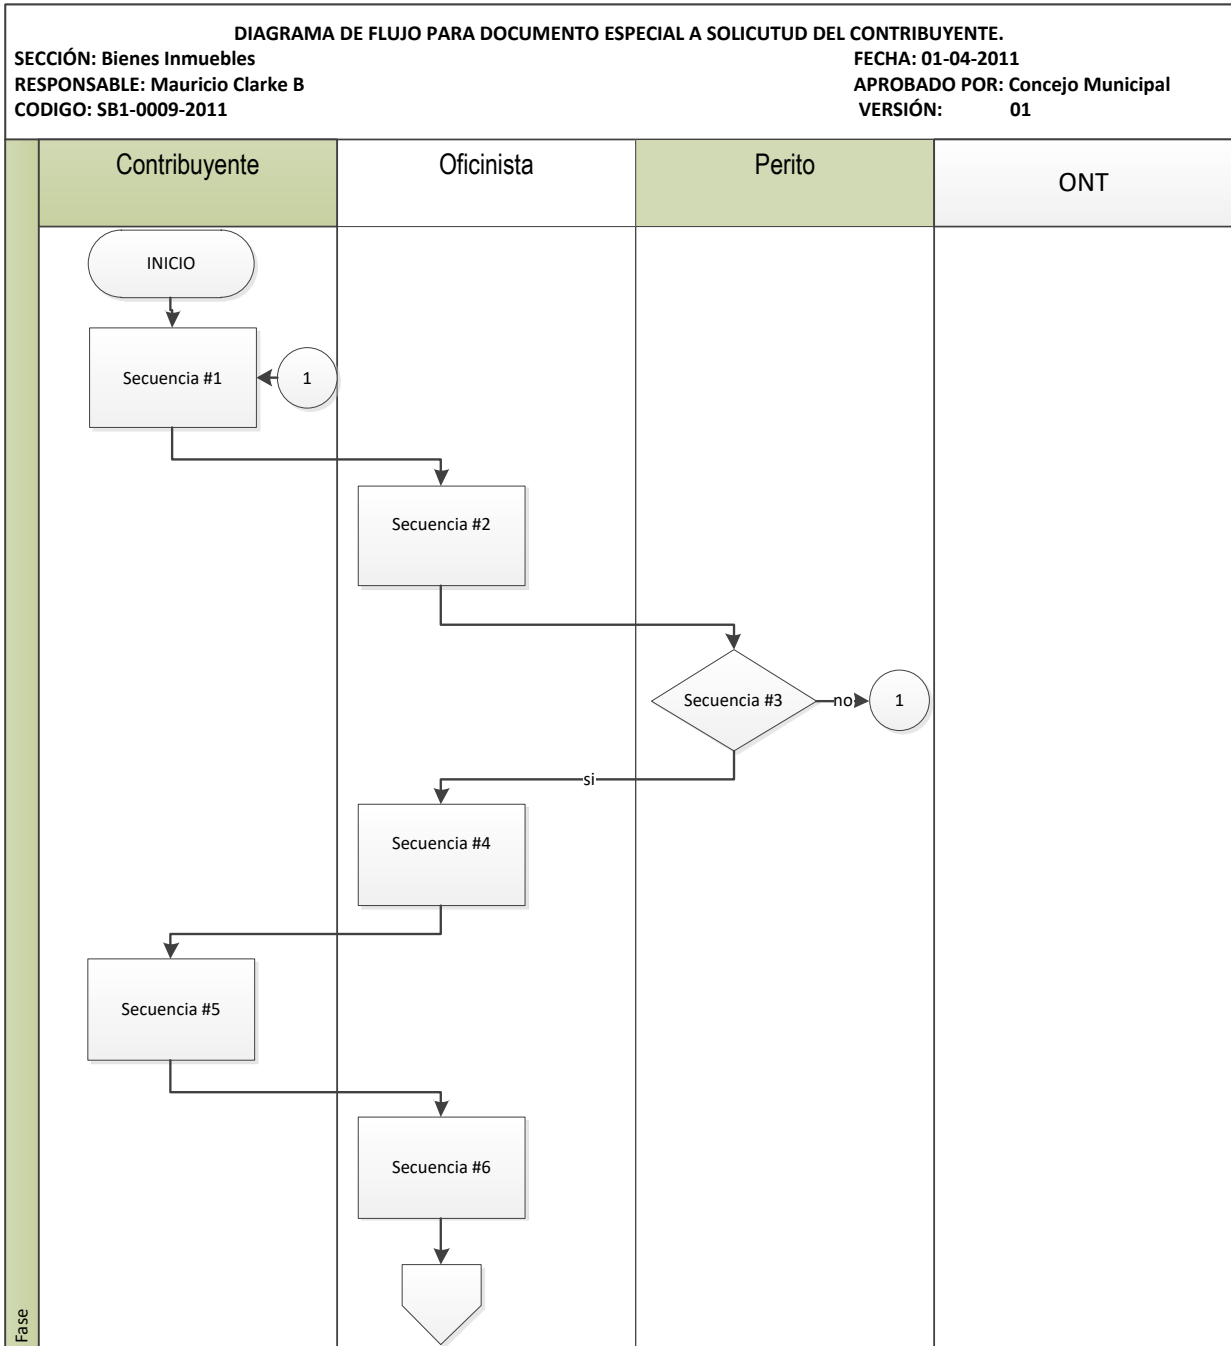 DIAGRAMA DE FLUJO PARA DOCUMENTO ESPECIAL A SOLICUTUD DEL CONTRIBUYENTE.
SECCIÓN: Bienes Inmuebles FECHA: 01-04-2011
RESPONSABLE: Mauricio Clarke B APROBADO POR: Concejo Municipal
CODIGO: SB1-0009-2011 VERSIÓN: 01
Contribuyente Oficinista Perito ONT
INICIO
Secuencia #1 1
Secuencia #2
Secuencia #3 no 1
si
Secuencia #4
Secuencia #5
Secuencia #6
Fase